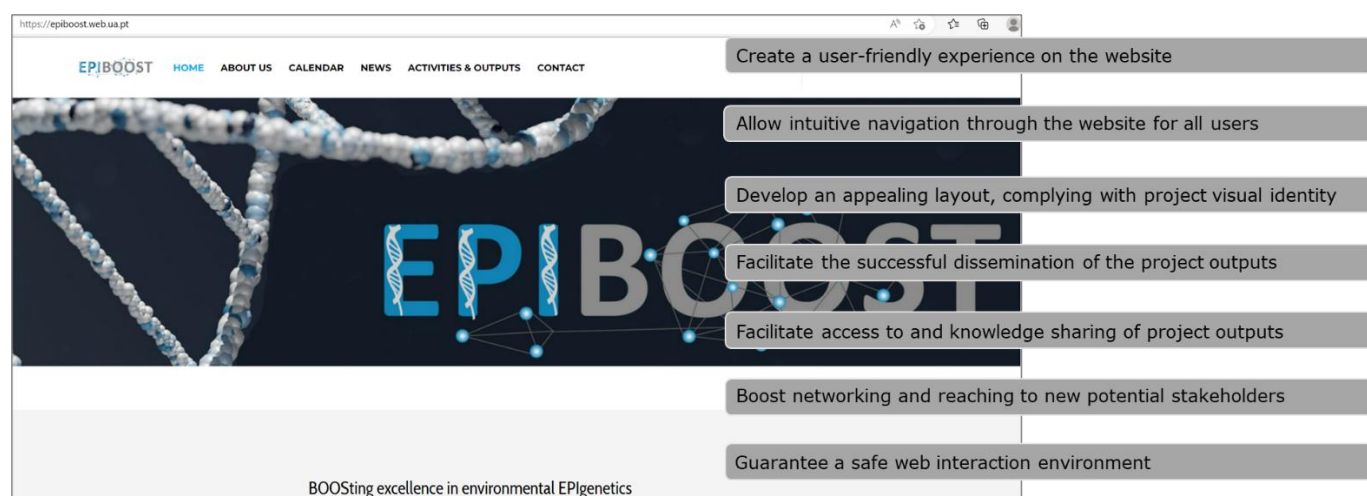 https://epiboost.web.ua.pt
EPIBOOST HOME ABOUT US CALENDAR NEWS ACTIVITIES & OUTPUTS CONTACT
EPIBOOST
BOOSting excellence in environmental EPIgenetics
Create a user-friendly experience on the website
Allow intuitive navigation through the website for all users
Develop an appealing layout, complying with project visual identity
Facilitate the successful dissemination of the project outputs
Facilitate access to and knowledge sharing of project outputs
Boost networking and reaching to new potential stakeholders
Guarantee a safe web interaction environment